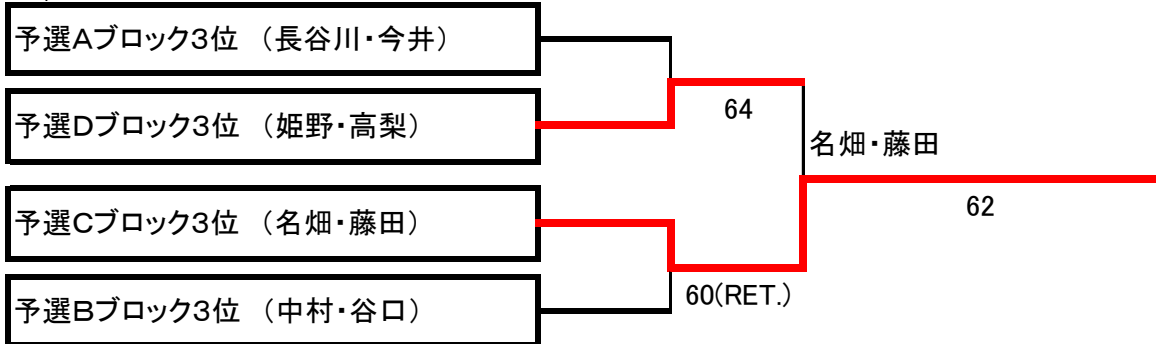 予選Aブロック3位 (長谷川・今井)
予選Dブロック3位 (姫野・高梨)
64
名畑・藤田
62
予選Cブロック3位 (名畑・藤田)
60(RET.)
予選Bブロック3位 (中村・谷口)